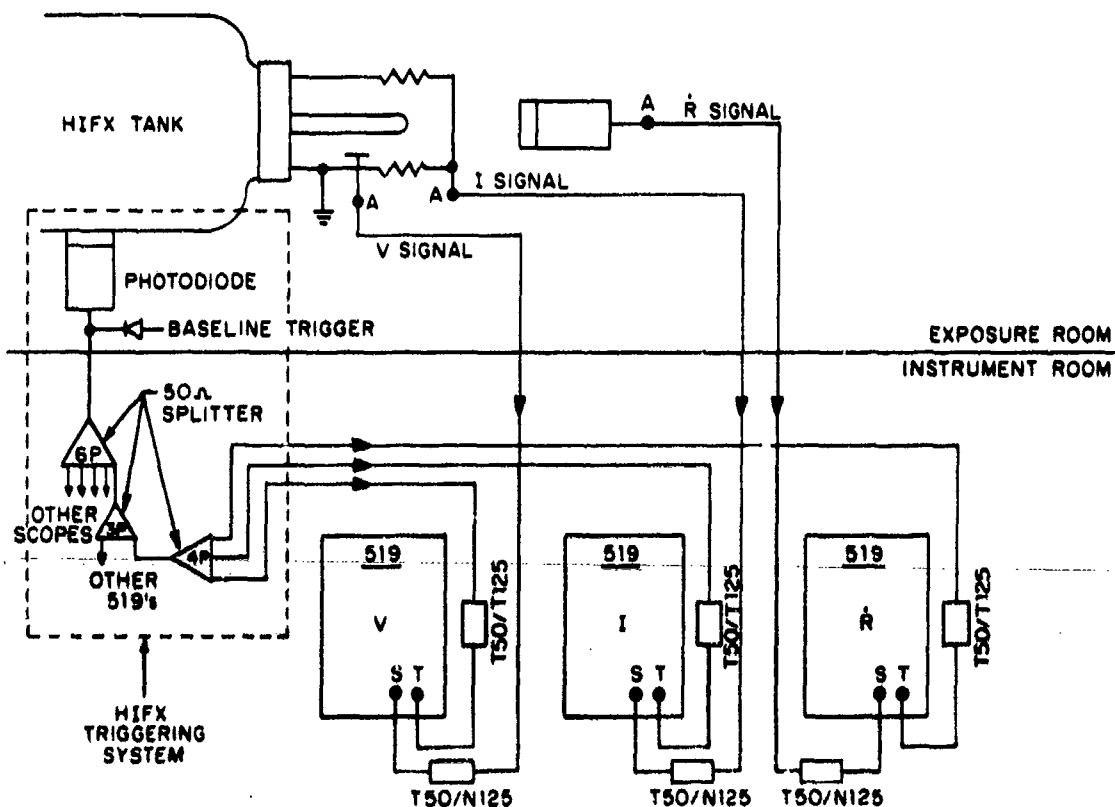 HIFX TANK
A
Ṙ SIGNAL
I SIGNAL
A
A
V SIGNAL
PHOTODIODE
BASELINE TRIGGER
EXPOSURE ROOM
INSTRUMENT ROOM
50Ω
SPLITTER
6P
OTHER
SCOPES
3P
4P
OTHER
519's
HIFX
TRIGGERING
SYSTEM
519
V
S T
T50/T125
T50/N125
519
I
S T
T50/T125
T50/N125
519
Ṙ
S T
T50/T125
T50/N125